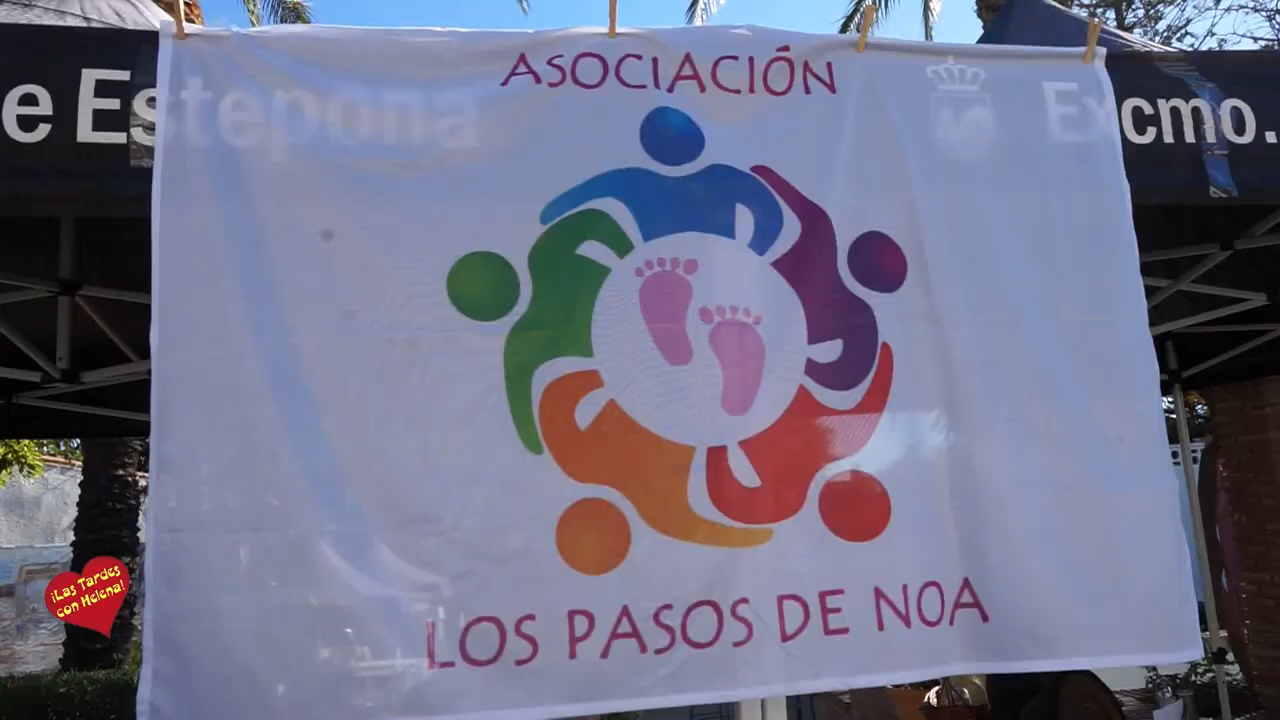 ASOCIACIÓN
e Estepona
Excmo.
LOS PASOS DE NOA
¡Las Tardes
con Helena!